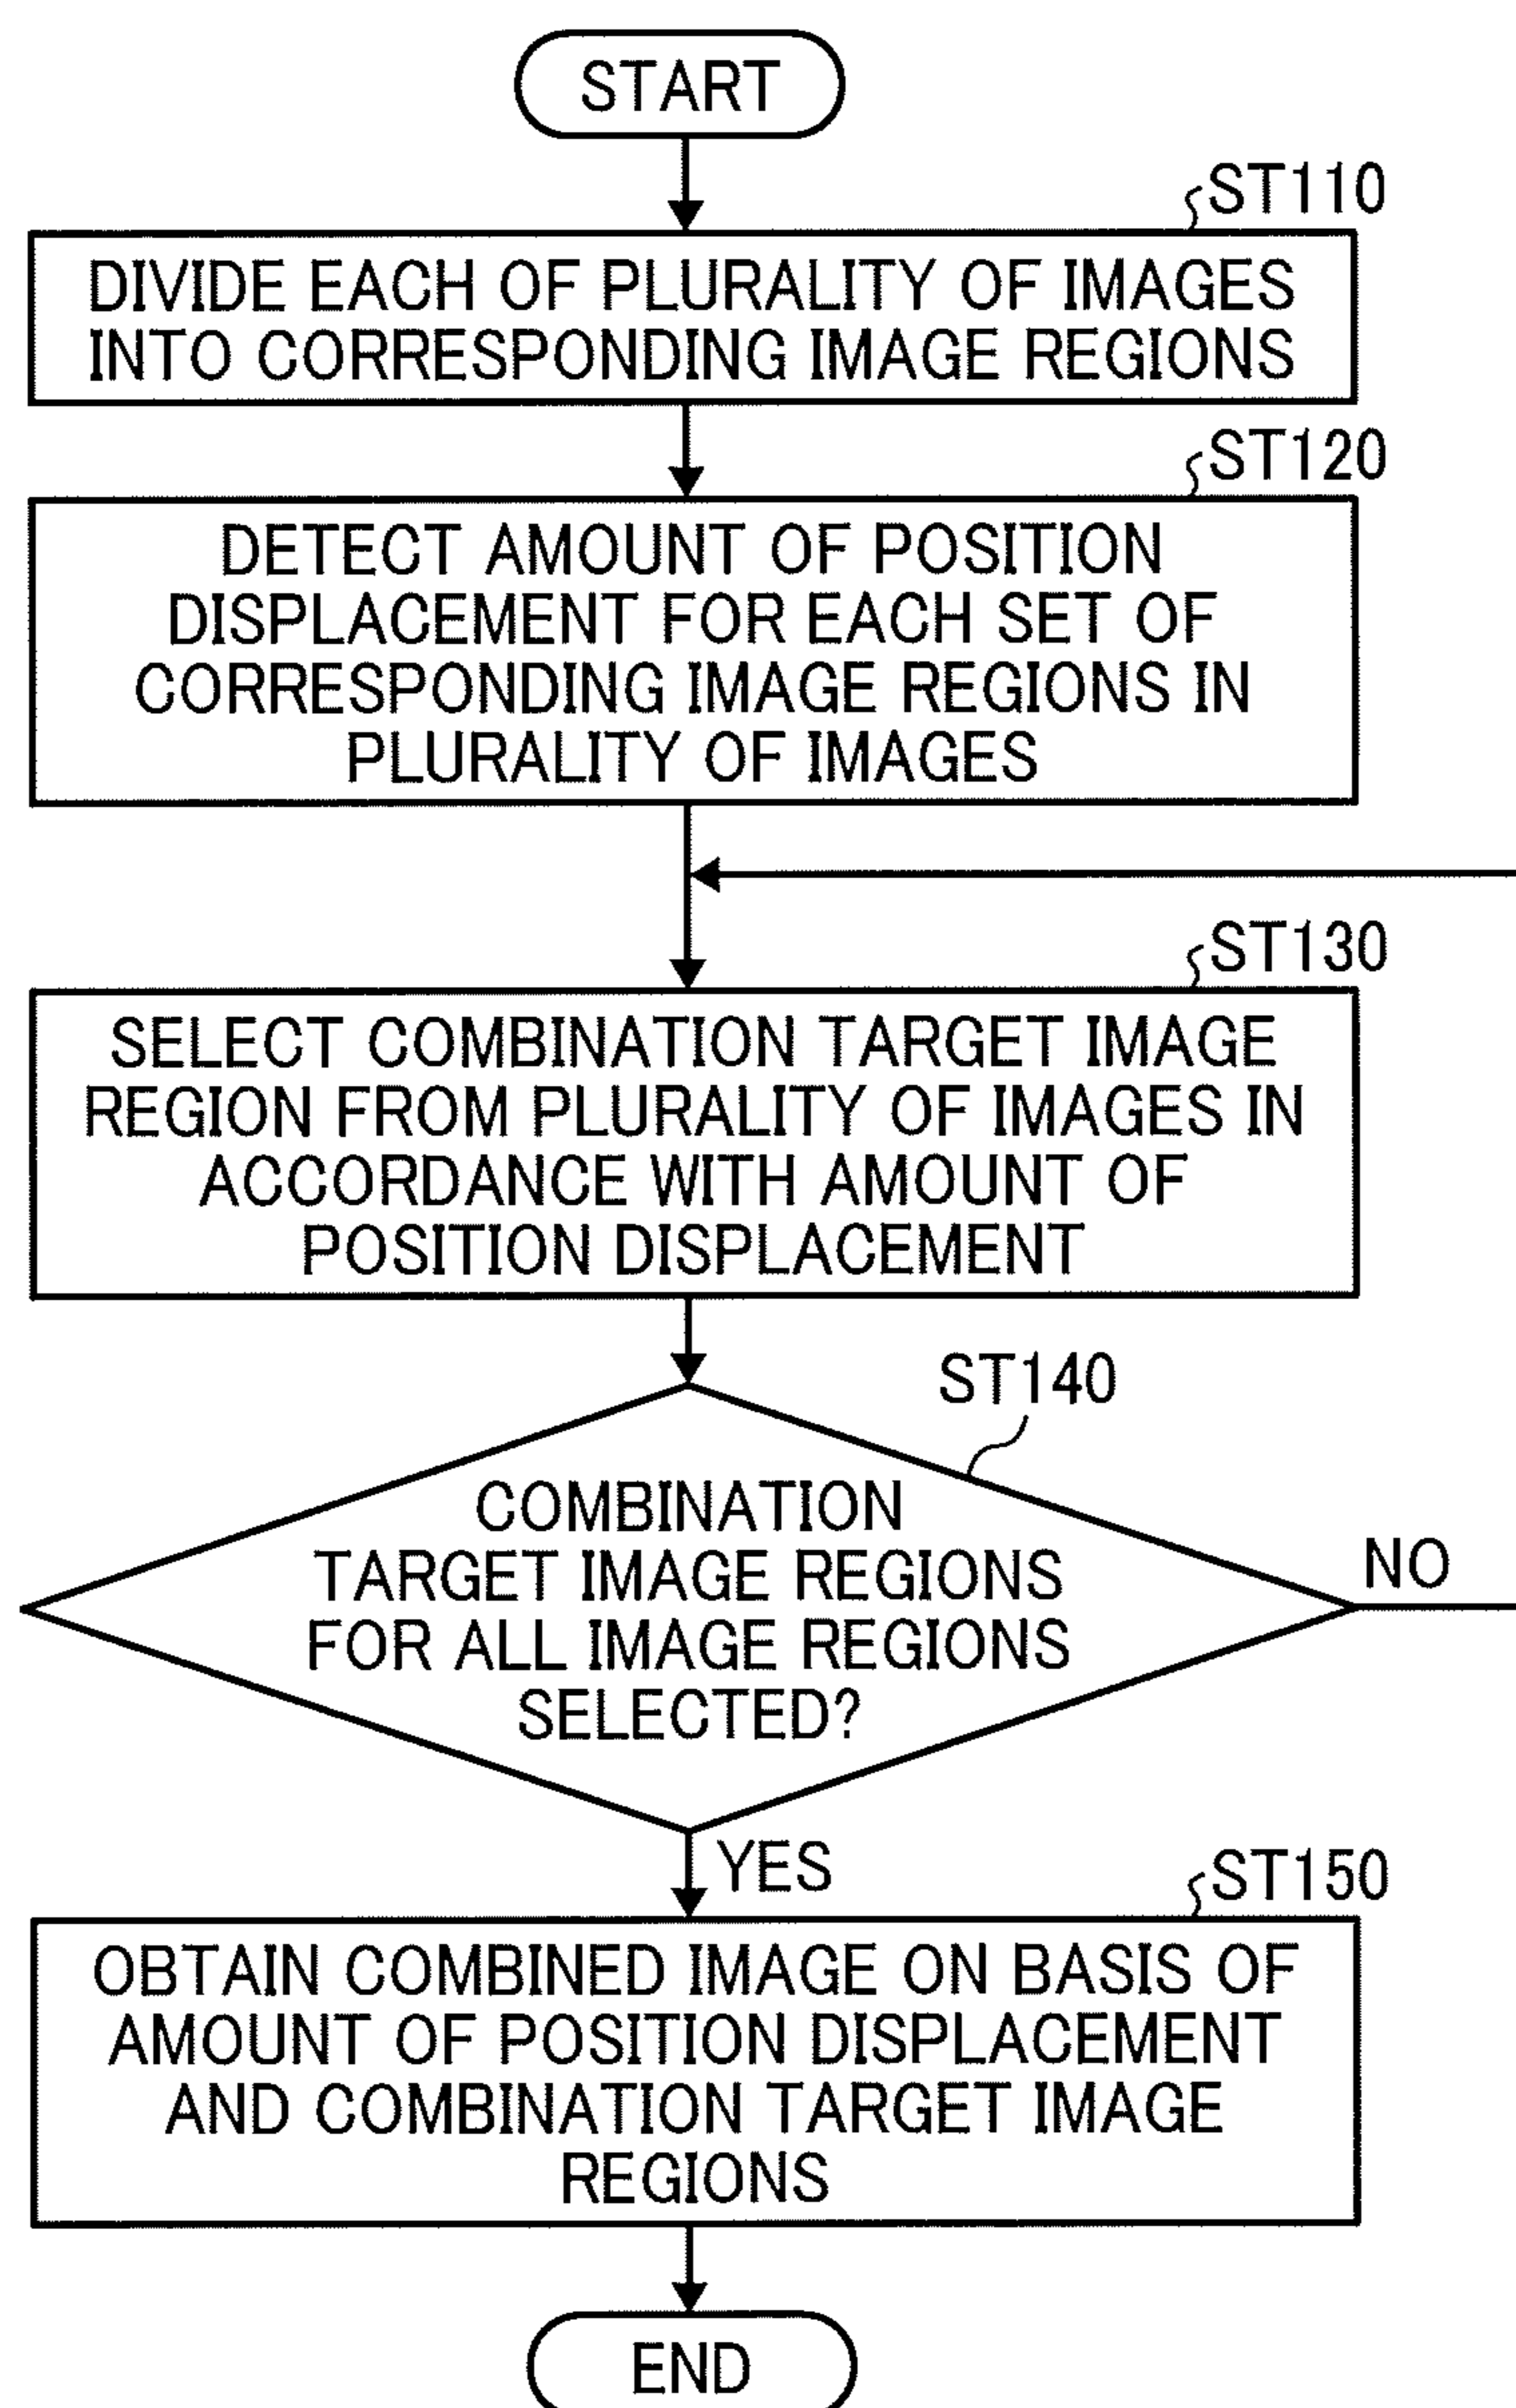 START
ST110
DIVIDE EACH OF PLURALITY OF IMAGES
INTO CORRESPONDING IMAGE REGIONS
ST120
DETECT AMOUNT OF POSITION
DISPLACEMENT FOR EACH SET OF
CORRESPONDING IMAGE REGIONS IN
PLURALITY OF IMAGES
ST130
SELECT COMBINATION TARGET IMAGE
REGION FROM PLURALITY OF IMAGES IN
ACCORDANCE WITH AMOUNT OF
POSITION DISPLACEMENT
ST140
COMBINATION
TARGET IMAGE REGIONS
FOR ALL IMAGE REGIONS
SELECTED?
NO
YES
ST150
OBTAIN COMBINED IMAGE ON BASIS OF
AMOUNT OF POSITION DISPLACEMENT
AND COMBINATION TARGET IMAGE
REGIONS
END